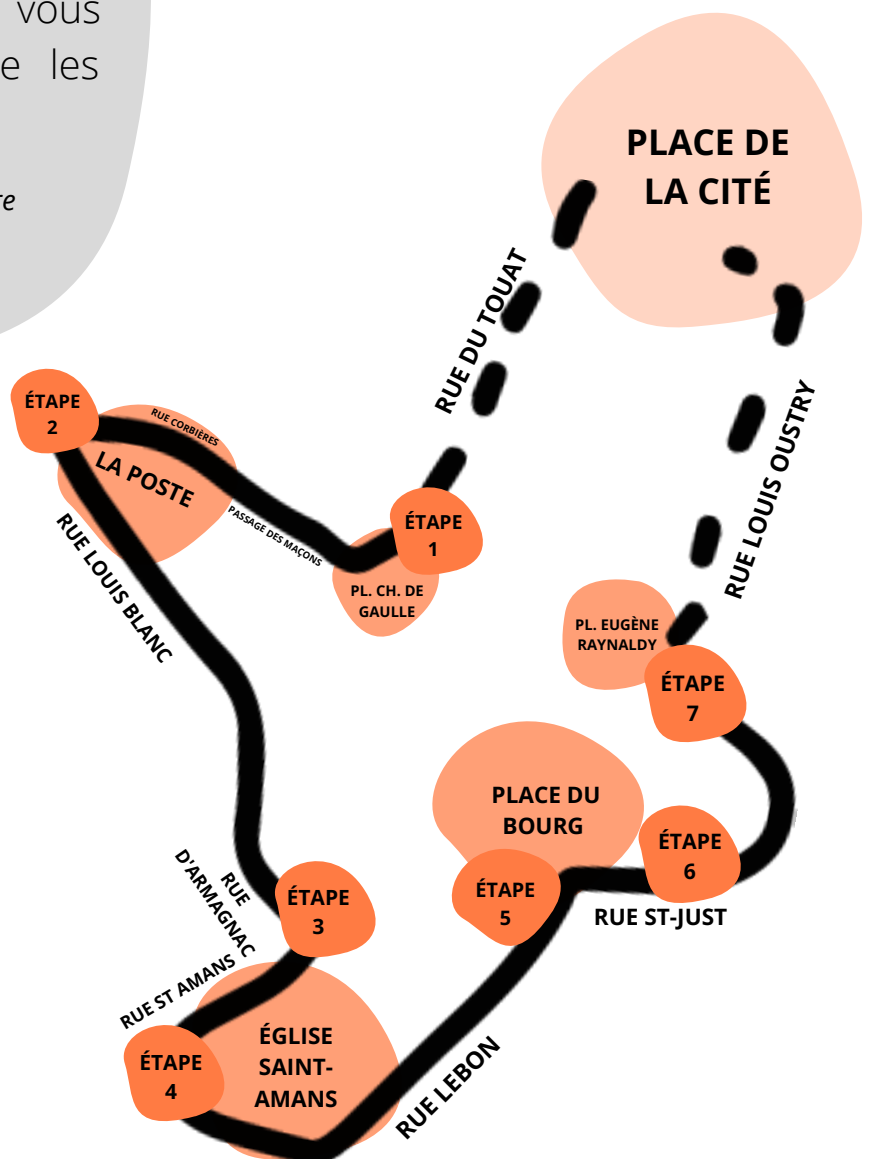 vous
e les
re
PLACE DE
LA CITÉ
RUE DU TOUAT
RUE LOUIS OUSTRY
ÉTAPE
2
RUE CORBIÈRES
LA POSTE
PASSAGE DES MAÇONS
ÉTAPE
1
PL. CH. DE
GAULLE
RUE LOUIS BLANC
PL. EUGÈNE
RAYNALDY
ÉTAPE
7
PLACE DU
BOURG
ÉTAPE
6
ÉTAPE
5
RUE ST-JUST
RUE
D'ARMAGNAC
ÉTAPE
3
RUE ST AMANS
ÉGLISE
SAINT-
AMANS
ÉTAPE
4
RUE LEBON